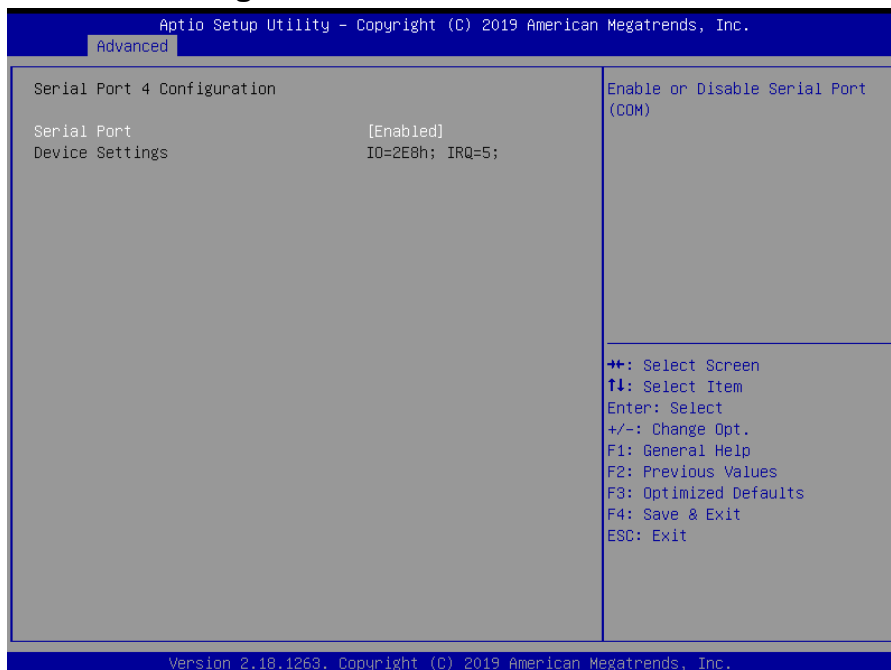 Aptio Setup Utility – Copyright (C) 2019 American Megatrends, Inc.
Advanced
Serial Port 4 Configuration
Serial Port [Enabled]
Device Settings IO=2E8h; IRQ=5;
Enable or Disable Serial Port
(COM)
→←: Select Screen
↑↓: Select Item
Enter: Select
+/-: Change Opt.
F1: General Help
F2: Previous Values
F3: Optimized Defaults
F4: Save & Exit
ESC: Exit
Version 2.18.1263. Copyright (C) 2019 American Megatrends, Inc.